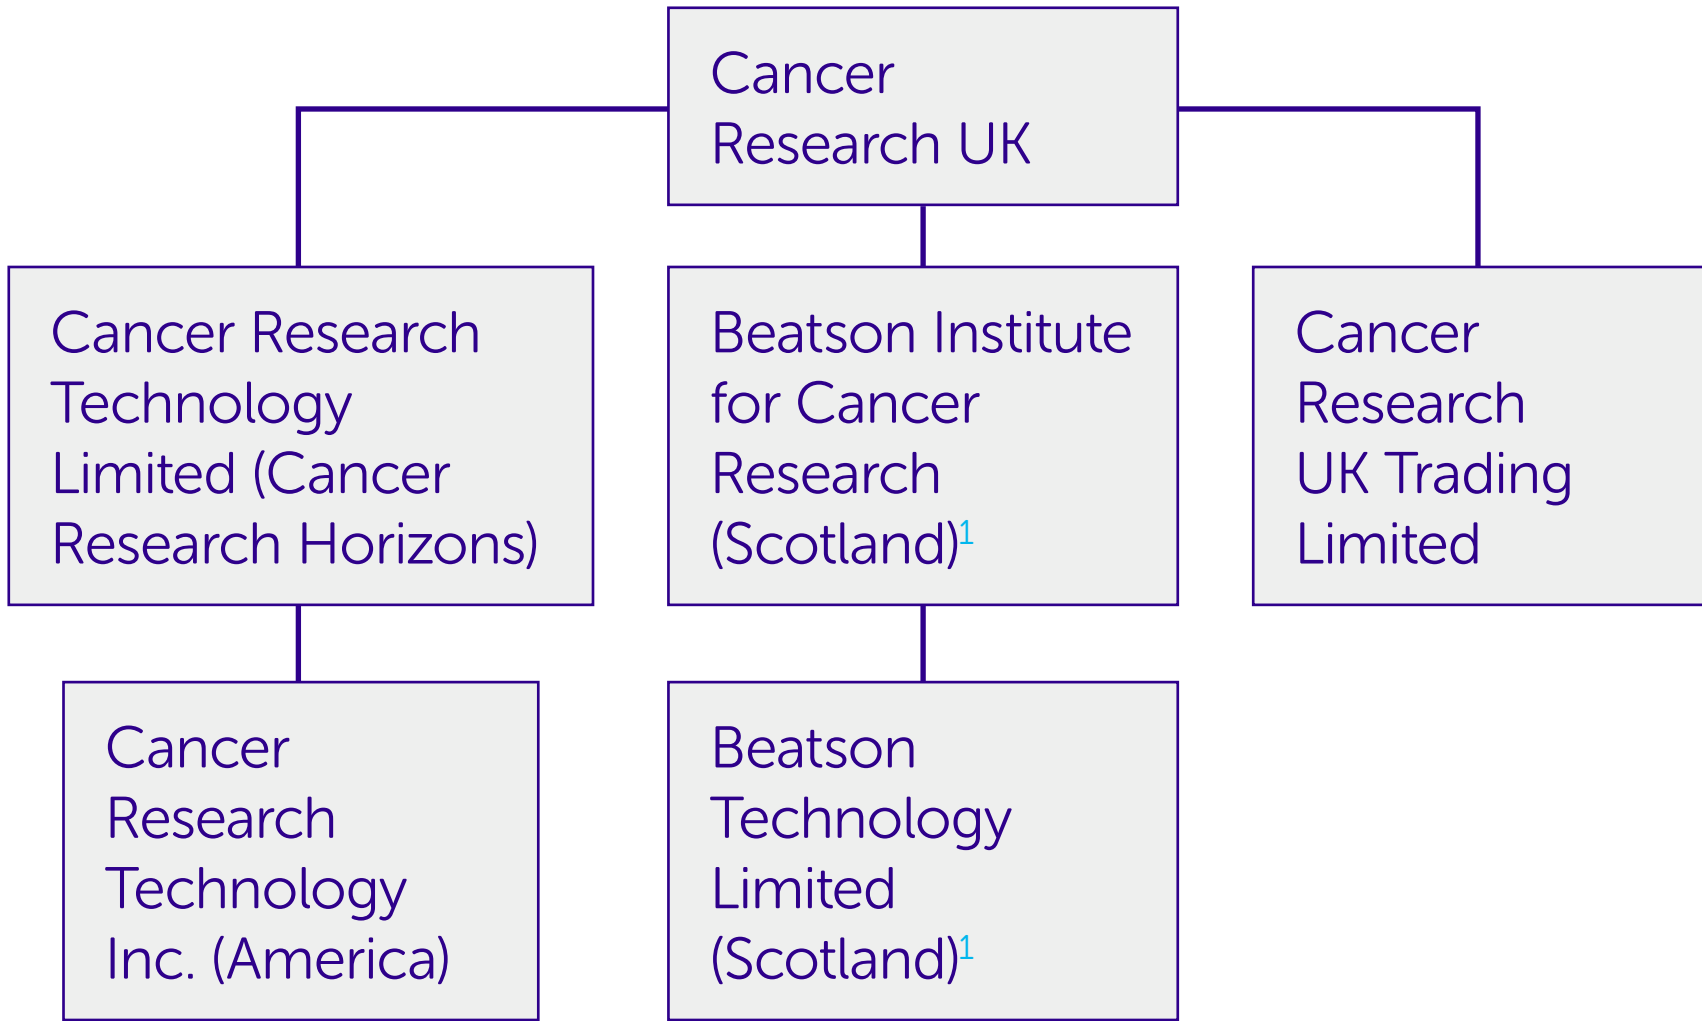 Cancer
Research UK
Cancer Research
Technology
Limited (Cancer
Research Horizons)
Beatson Institute
for Cancer
Research
(Scotland)1
Cancer
Research
UK Trading
Limited
Cancer
Research
Technology
Inc. (America)
Beatson
Technology
Limited
(Scotland)1